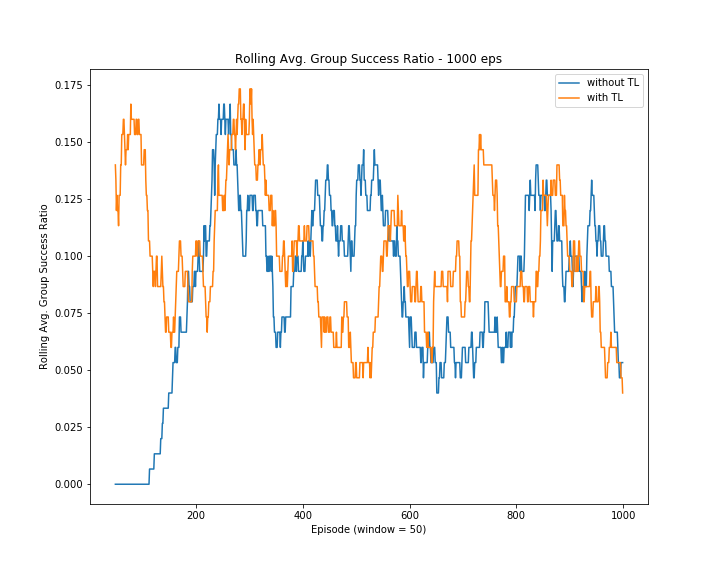 Rolling Avg. Group Success Ratio - 1000 eps
without TL
with TL
Rolling Avg. Group Success Ratio
0.175
0.150
0.125
0.100
0.075
0.050
0.025
0.000
200 400 600 800 1000
Episode (window = 50)